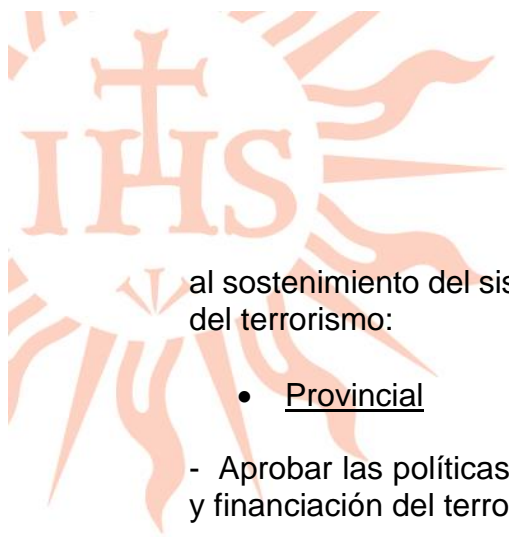 IHS
al sostenimiento del sis
del terrorismo:
• Provincial
- Aprobar las políticas
y financiación del terro